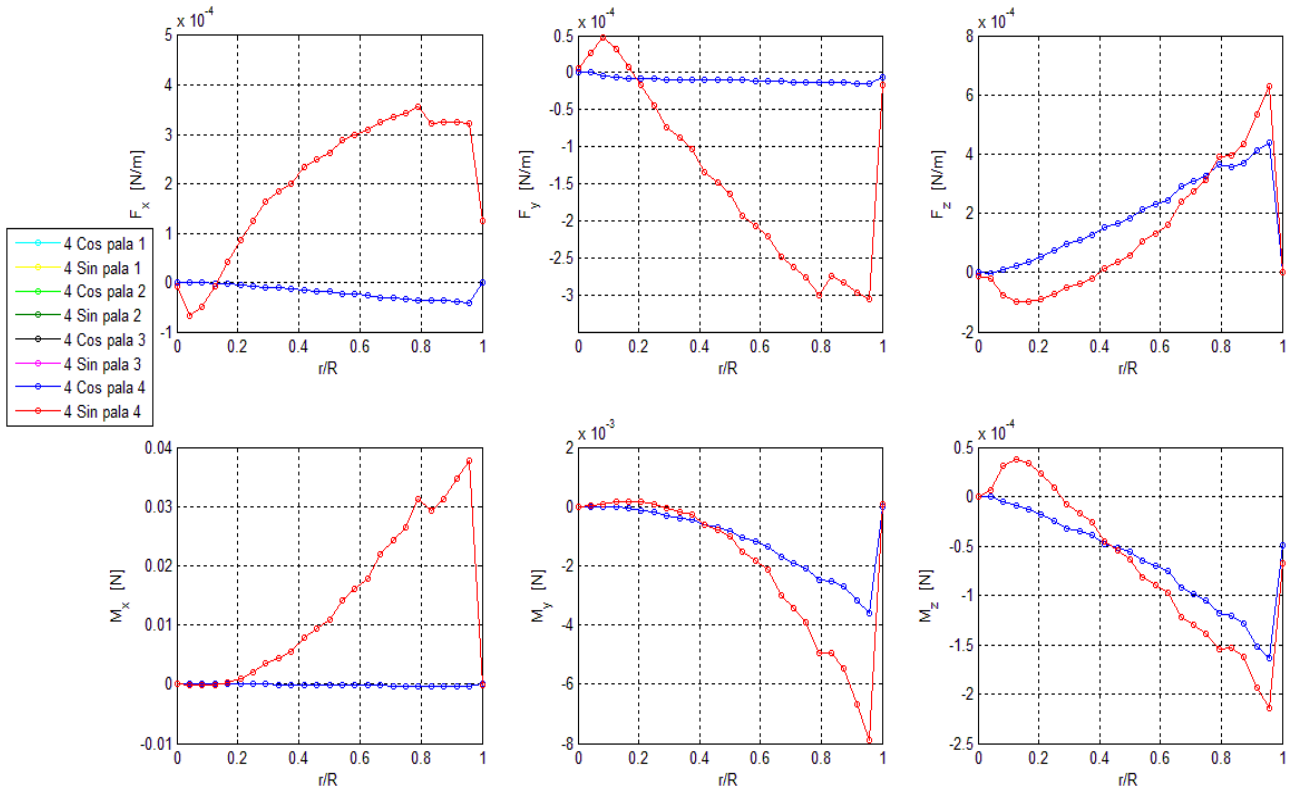 x 10^-4
5
4
3
2
1
0
-1
F_x [N/m]
0 0.2 0.4 0.6 0.8 1
r/R
x 10^-4
0.5
0
-0.5
-1
-1.5
-2
-2.5
-3
F_y [N/m]
0 0.2 0.4 0.6 0.8 1
r/R
x 10^-4
8
6
4
2
0
-2
F_z [N/m]
0 0.2 0.4 0.6 0.8 1
r/R
4 Cos pala 1
4 Sin pala 1
4 Cos pala 2
4 Sin pala 2
4 Cos pala 3
4 Sin pala 3
4 Cos pala 4
4 Sin pala 4
0.04
0.03
0.02
0.01
0
-0.01
M_x [N]
0 0.2 0.4 0.6 0.8 1
r/R
x 10^-3
2
0
-2
-4
-6
-8
M_y [N]
0 0.2 0.4 0.6 0.8 1
r/R
x 10^-4
0.5
0
-0.5
-1
-1.5
-2
-2.5
M_z [N]
0 0.2 0.4 0.6 0.8 1
r/R